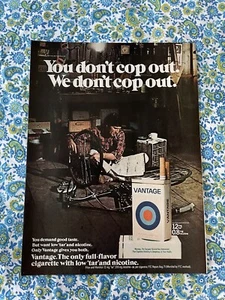 You don't cop out.
We don't cop out.
VANTAGE
You demand good taste.
But want low 'tar' and nicotine.
Only Vantage gives you both.
Vantage. The only full-flavor
cigarette with low 'tar' and nicotine.